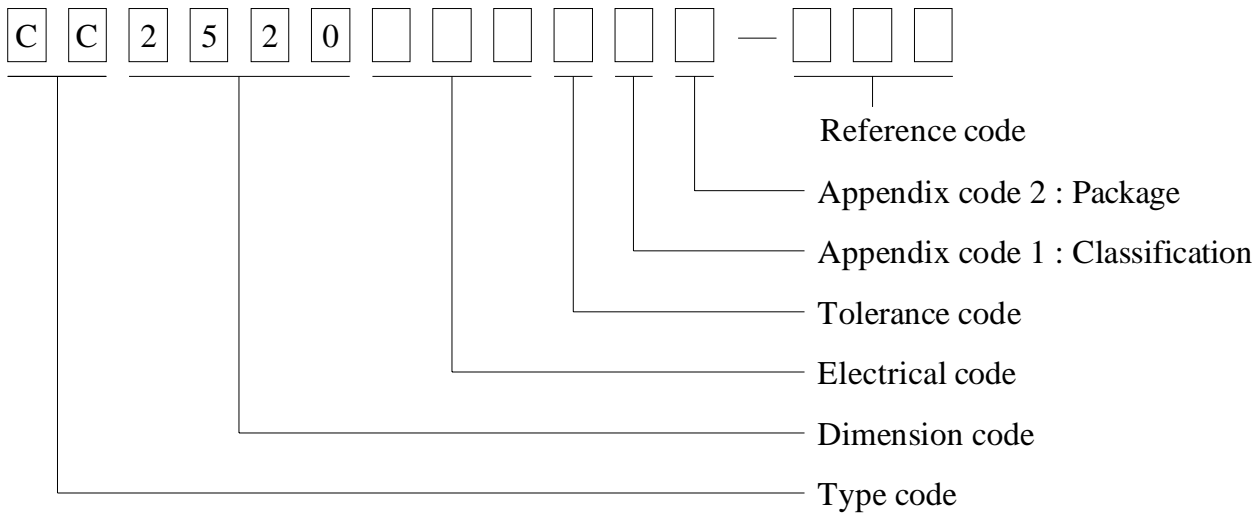 C C 2 5 2 0 —
Reference code
Appendix code 2 : Package
Appendix code 1 : Classification
Tolerance code
Electrical code
Dimension code
Type code